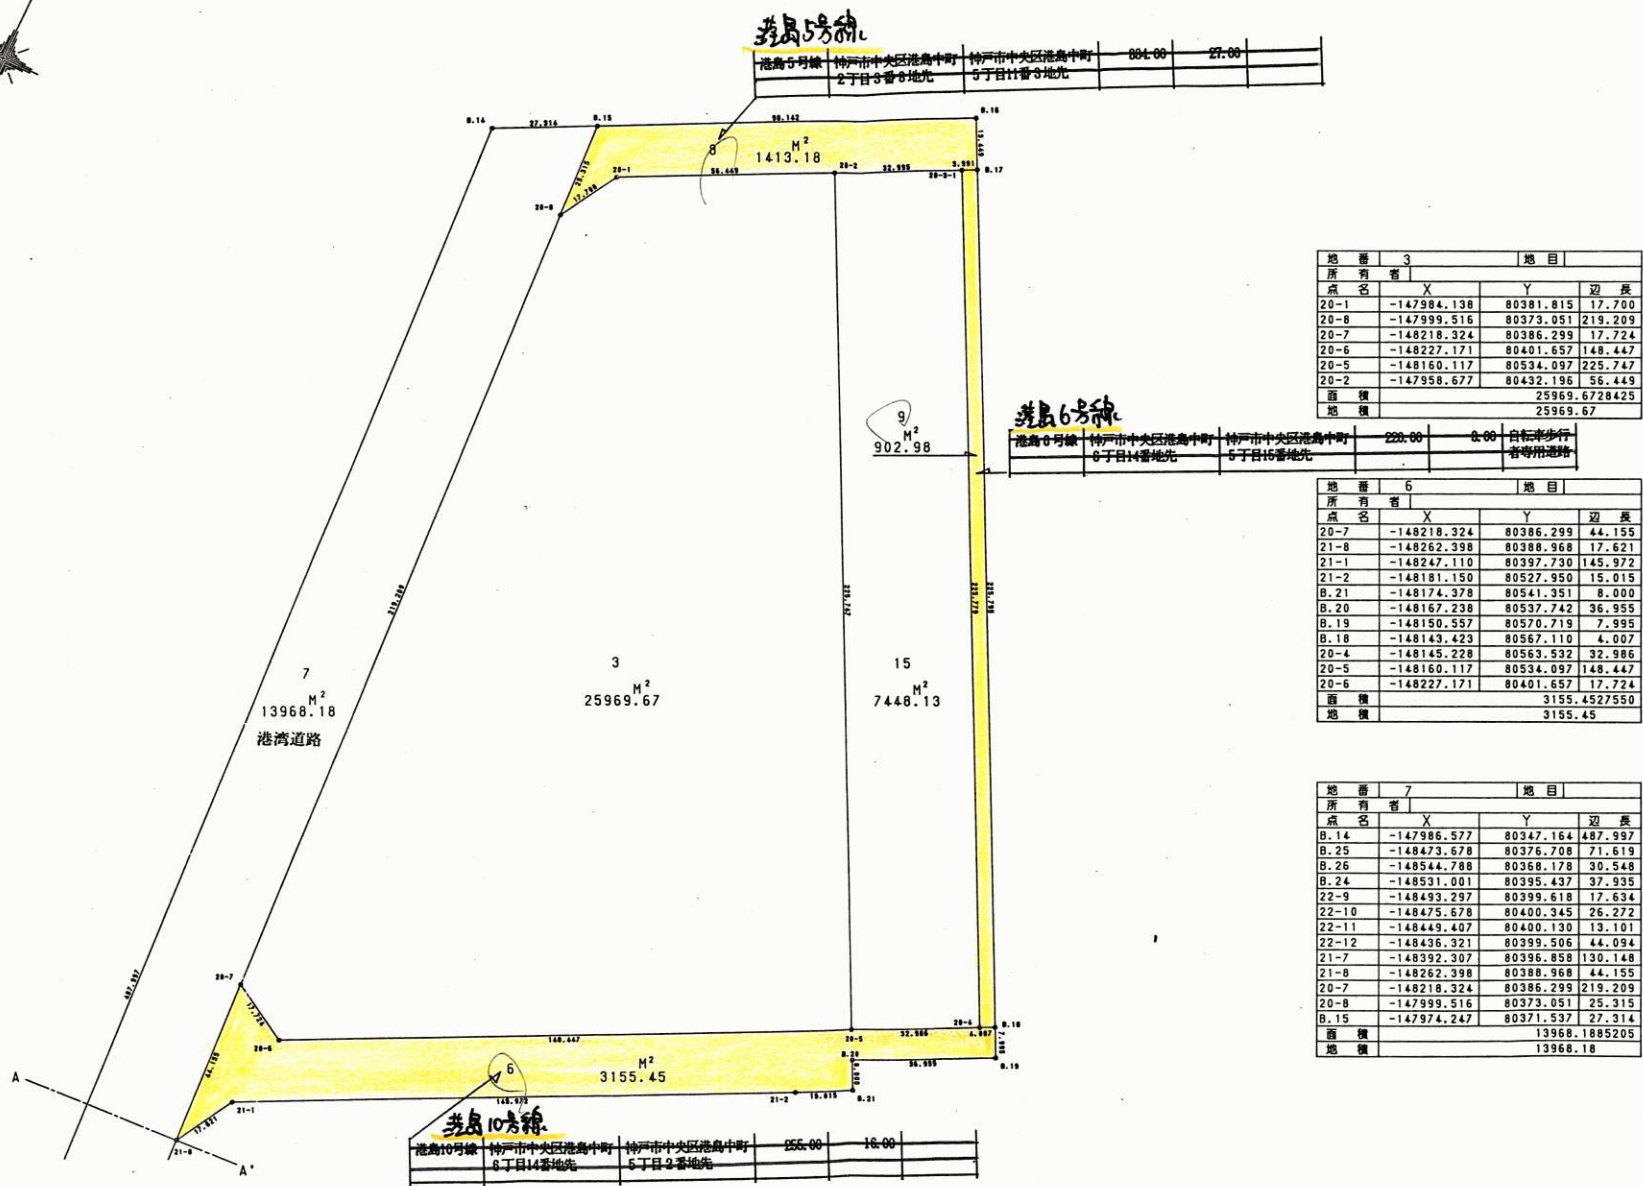 港島5号線
港島5号線 神戸市中央区港島中町 神戸市中央区港島中町 884.00 27.00
2丁目3番8地先 5丁目11番3地先
B.14 27.314 B.15 98.142 B.16
13.449
8
M²
1413.18
25.315
17.700
20-1 56.449 20-2 32.995 20-3-1 3.991 B.17
20-8
9
M²
902.98
港島6号線
港島6号線 神戸市中央区港島中町 神戸市中央区港島中町 220.00 8.00 自転車歩行
6丁目14番地先 5丁目15番地先 者専用道路
219.209
225.747
3
M²
25969.67
15
M²
7448.13
7
M²
13968.18
港湾道路
487.997
20-7
17.724
20-6 148.447 20-5 32.986 20-4 4.007 B.18
7.995
44.155
6
M²
3155.45
B.20 36.955 B.19
8.000
21-1 145.972 21-2 15.015 B.21
17.621
21-8
A
A'
港島10号線
港島10号線 神戸市中央区港島中町 神戸市中央区港島中町 255.00 16.00
6丁目14番地先 5丁目2番地先
地番 3 地目
所有者
点名 X Y 辺長
20-1 -147984.138 80381.815 17.700
20-8 -147999.516 80373.051 219.209
20-7 -148218.324 80386.299 17.724
20-6 -148227.171 80401.657 148.447
20-5 -148160.117 80534.097 225.747
20-2 -147958.677 80432.196 56.449
面積 25969.6728425
地積 25969.67
地番 6 地目
所有者
点名 X Y 辺長
20-7 -148218.324 80386.299 44.155
21-8 -148262.398 80388.968 17.621
21-1 -148247.110 80397.730 145.972
21-2 -148181.150 80527.950 15.015
B.21 -148174.378 80541.351 8.000
B.20 -148167.238 80537.742 36.955
B.19 -148150.557 80570.719 7.995
B.18 -148143.423 80567.110 4.007
20-4 -148145.228 80563.532 32.986
20-5 -148160.117 80534.097 148.447
20-6 -148227.171 80401.657 17.724
面積 3155.4527550
地積 3155.45
地番 7 地目
所有者
点名 X Y 辺長
B.14 -147986.577 80347.164 487.997
B.25 -148473.678 80376.708 71.619
B.26 -148544.788 80368.178 30.548
B.24 -148531.001 80395.437 37.935
22-9 -148493.297 80399.618 17.634
22-10 -148475.678 80400.345 26.272
22-11 -148449.407 80400.130 13.101
22-12 -148436.321 80399.506 44.094
21-7 -148392.307 80396.858 130.148
21-8 -148262.398 80388.968 44.155
20-7 -148218.324 80386.299 219.209
20-8 -147999.516 80373.051 25.315
B.15 -147974.247 80371.537 27.314
面積 13968.1885205
地積 13968.18